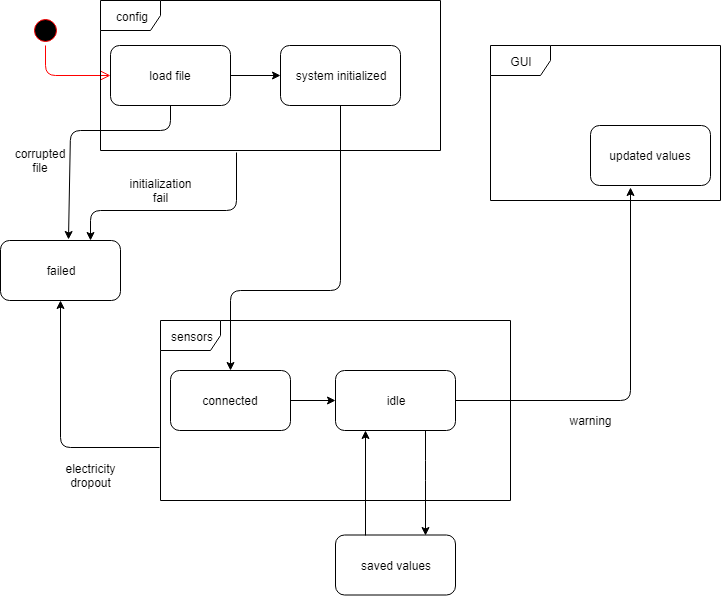 config
load file
system initialized
GUI
updated values
corrupted
file
initialization
fail
failed
sensors
connected
idle
warning
electricity
dropout
saved values